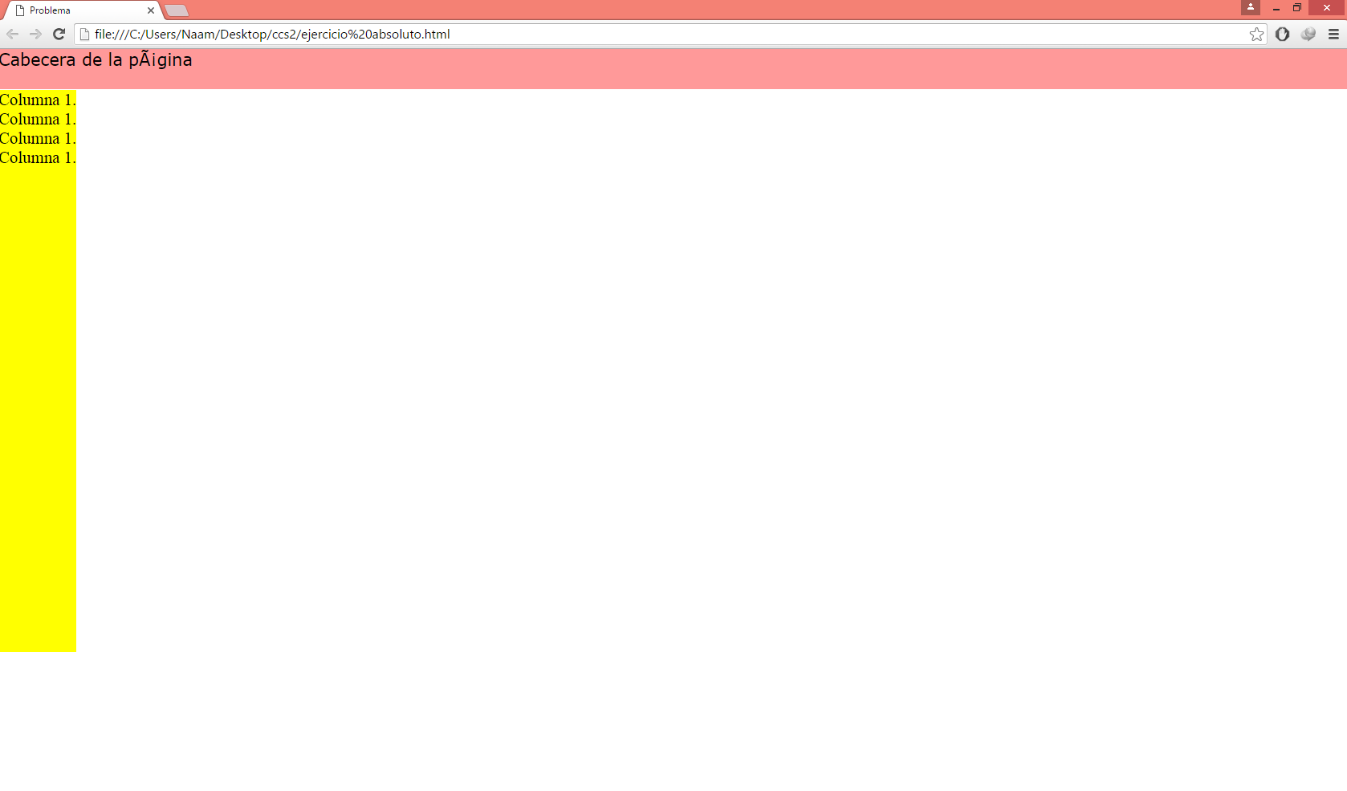 Problema
file:///C:/Users/Naam/Desktop/ccs2/ejercicio%20absoluto.html
Cabecera de la pÃ¡gina
Columna 1.
Columna 1.
Columna 1.
Columna 1.